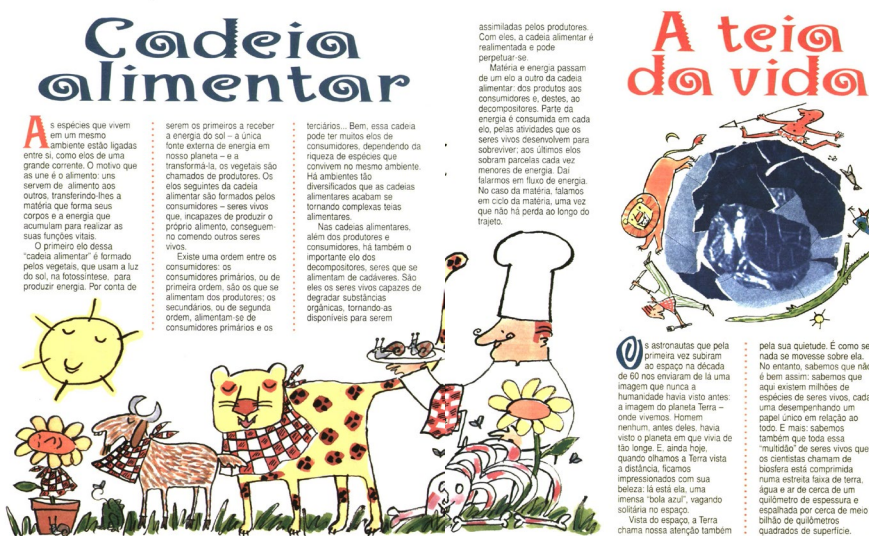 Cadeia
alimentar
As espécies que vivem
em um mesmo
ambiente estão ligadas
entre si, como elos de uma
grande corrente. O motivo que
as une é o alimento: uns
servem de alimento aos
outros, transferindo-lhes a
matéria que forma seus
corpos e a energia que
acumulam para realizar as
suas funções vitais.
O primeiro elo dessa
"cadeia alimentar" é formado
pelos vegetais, que usam a luz
do sol, na fotossíntese, para
produzir energia. Por conta de
serem os primeiros a receber
a energia do sol – a única
fonte externa de energia em
nosso planeta – e a
transformá-la, os vegetais são
chamados de produtores. Os
elos seguintes da cadeia
alimentar são formados pelos
consumidores – seres vivos
que, incapazes de produzir o
próprio alimento, conseguem-
no comendo outros seres
vivos.
Existe uma ordem entre os
consumidores: os
consumidores primários, ou de
primeira ordem, são os que se
alimentam dos produtores; os
secundários, ou de segunda
ordem, alimentam-se de
consumidores primários e os
terciários... Bem, essa cadeia
pode ter muitos elos de
consumidores, dependendo da
riqueza de espécies que
convivem no mesmo ambiente.
Há ambientes tão
diversificados que as cadeias
alimentares acabam se
tornando complexas teias
alimentares.
Nas cadeias alimentares,
além dos produtores e
consumidores, há também o
importante elo dos
decompositores, seres que se
alimentam de cadáveres. São
eles os seres vivos capazes de
degradar substâncias
orgânicas, tornando-as
disponíveis para serem
assimiladas pelos produtores.
Com eles, a cadeia alimentar é
realimentada e pode
perpetuar-se.
Matéria e energia passam
de um elo a outro da cadeia
alimentar: dos produtos aos
consumidores e, destes, ao
decompositores. Parte da
energia é consumida em cada
elo, pelas atividades que os
seres vivos desenvolvem para
sobreviver; aos últimos elos
sobram parcelas cada vez
menores de energia. Daí
falarmos em fluxo de energia.
No caso da matéria, falamos
em ciclo da matéria, uma vez
que não há perda ao longo do
trajeto.
A teia
da vida
Os astronautas que pela
primeira vez subiram
ao espaço na década
de 60 nos enviaram de lá uma
imagem que nunca a
humanidade havia visto antes:
a imagem do planeta Terra –
onde vivemos. Homem
nenhum, antes deles, havia
visto o planeta em que vivia de
tão longe. E, ainda hoje,
quando olhamos a Terra vista
a distância, ficamos
impressionados com sua
beleza: lá está ela, uma
imensa "bola azul", vagando
solitária no espaço.
Vista do espaço, a Terra
chama nossa atenção também
pela sua quietude. É como se
nada se movesse sobre ela.
No entanto, sabemos que não
é bem assim: sabemos que
aqui existem milhões de
espécies de seres vivos, cada
uma desempenhando um
papel único em relação ao
todo. E mais: sabemos
também que toda essa
"multidão" de seres vivos que
os cientistas chamam de
biosfera está comprimida
numa estreita faixa de terra,
água e ar de cerca de um
quilômetro de espessura e
espalhada por cerca de meio
bilhão de quilômetros
quadrados de superfície.